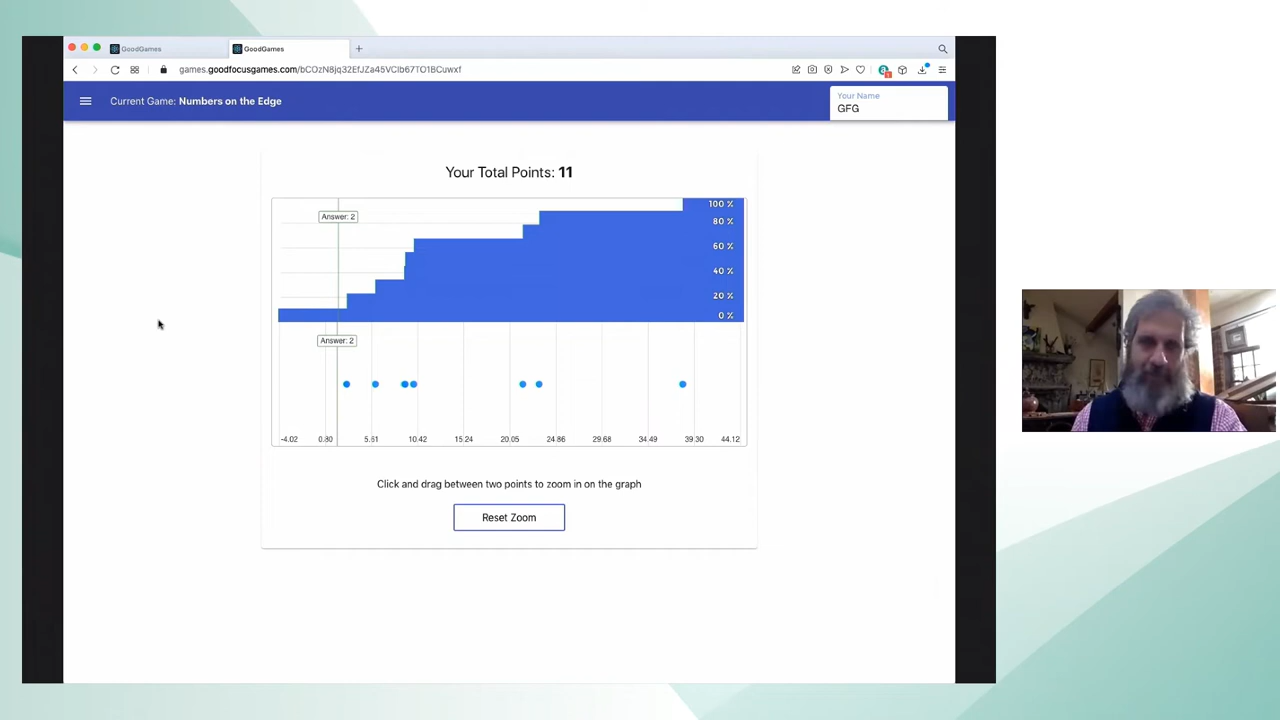 GoodGames
GoodGames
games.goodfocusgames.com/bCOzN8jq32EfJZa45VClb67TO1BCuwxf
Current Game: Numbers on the Edge
Your Name
GFG
Your Total Points: 11
100 %
Answer: 2
80 %
60 %
40 %
20 %
0 %
Answer: 2
-4.02 0.80 5.61 10.42 15.24 20.05 24.86 29.68 34.49 39.30 44.12
Click and drag between two points to zoom in on the graph
Reset Zoom